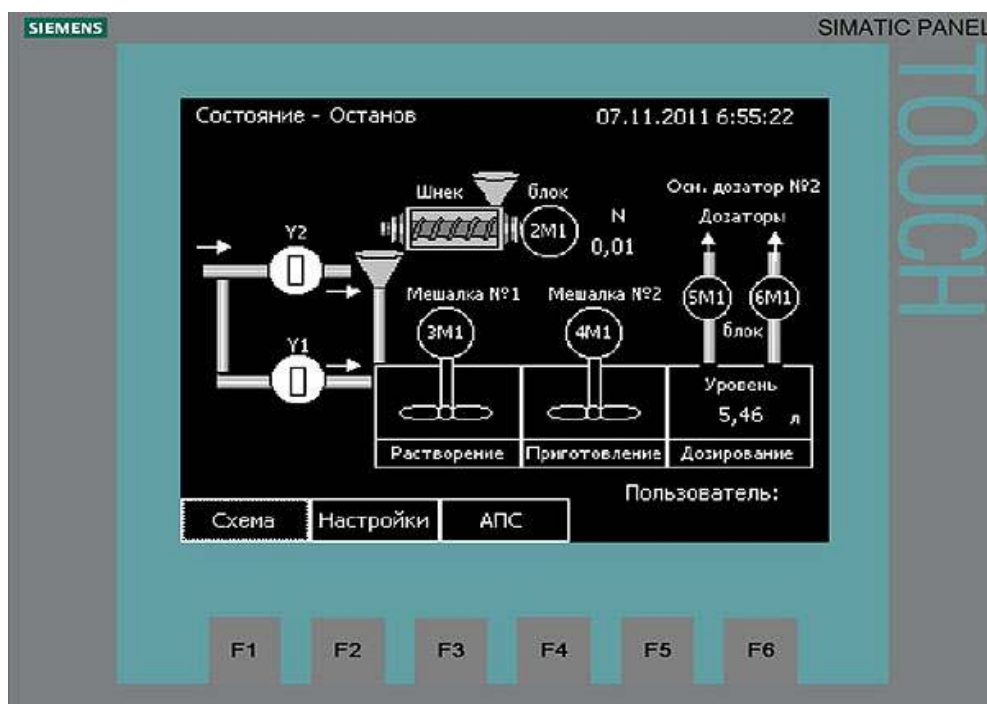 SIEMENS
SIMATIC PANEL
TOUCH
Состояние - Останов
07.11.2011 6:55:22
Шнек
блок
Осн. дозатор №2
2M1
N
0,01
Дозаторы
Y2
Мешалка №1
Мешалка №2
5M1
6M1
3M1
4M1
блок
Y1
Уровень
5,46 л
Растворение
Приготовление
Дозирование
Пользователь:
Схема
Настройки
АПС
F1
F2
F3
F4
F5
F6